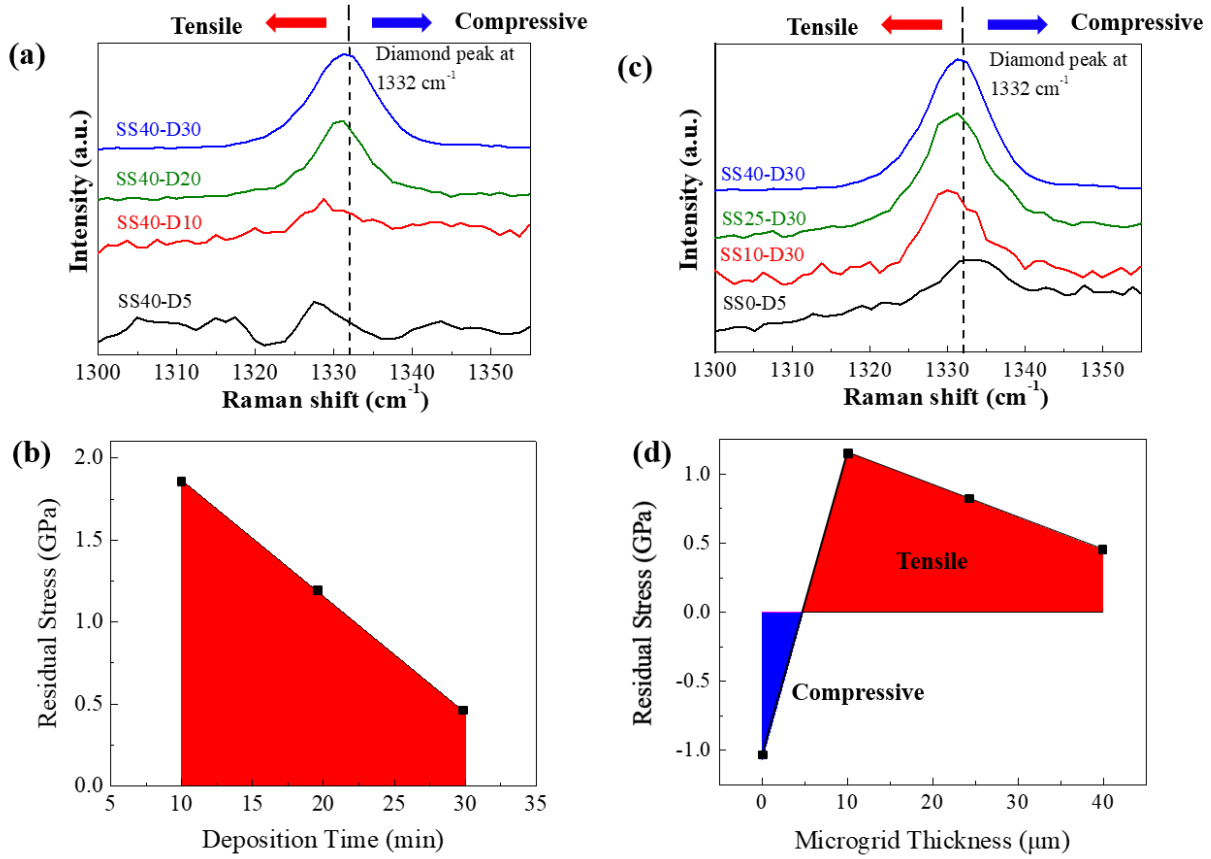 Tensile
Compressive
(a)
Diamond peak at
1332 cm⁻¹
SS40-D30
SS40-D20
SS40-D10
SS40-D5
Intensity (a.u.)
1300 1310 1320 1330 1340 1350
Raman shift (cm⁻¹)
Tensile
Compressive
(c)
Diamond peak at
1332 cm⁻¹
SS40-D30
SS25-D30
SS10-D30
SS0-D5
Intensity (a.u.)
1300 1310 1320 1330 1340 1350
Raman shift (cm⁻¹)
(b)
2.0
1.5
1.0
0.5
0.0
Residual Stress (GPa)
5 10 15 20 25 30 35
Deposition Time (min)
(d)
1.0
0.5
0.0
-0.5
-1.0
Residual Stress (GPa)
Tensile
Compressive
0 10 20 30 40
Microgrid Thickness (μm)